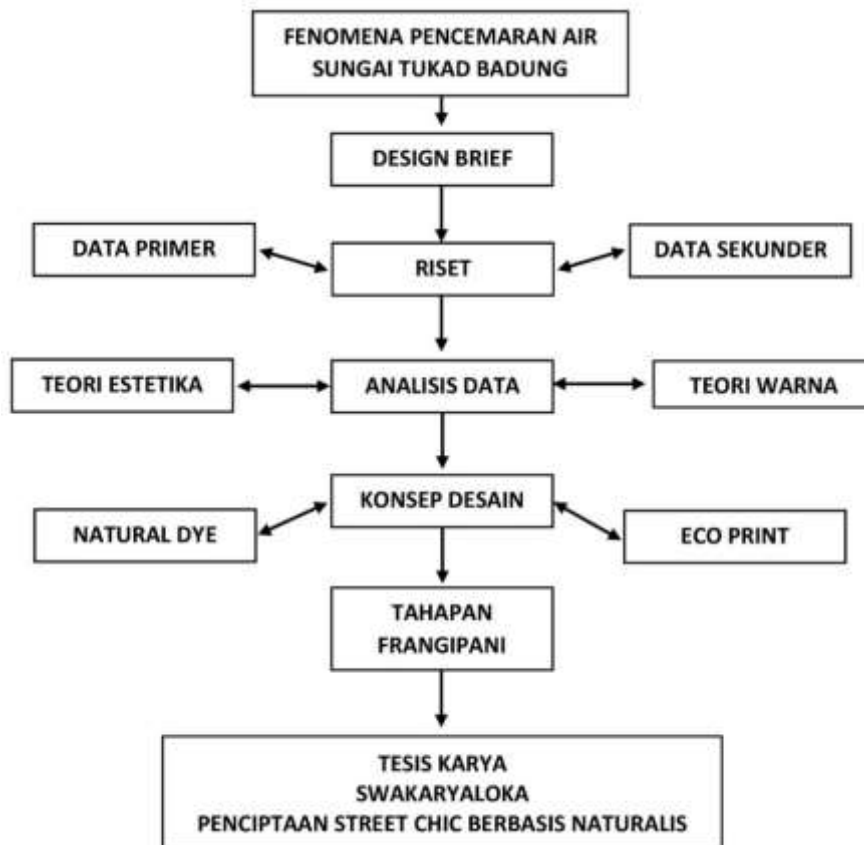 FENOMENA PENCEMARAN AIR
SUNGAI TUKAD BADUNG
DESIGN BRIEF
DATA PRIMER
RISET
DATA SEKUNDER
TEORI ESTETIKA
ANALISIS DATA
TEORI WARNA
KONSEP DESAIN
NATURAL DYE
ECO PRINT
TAHAPAN
FRANGIPANI
TESIS KARYA
SWAKARYALOKA
PENCIPTAAN STREET CHIC BERBASIS NATURALIS